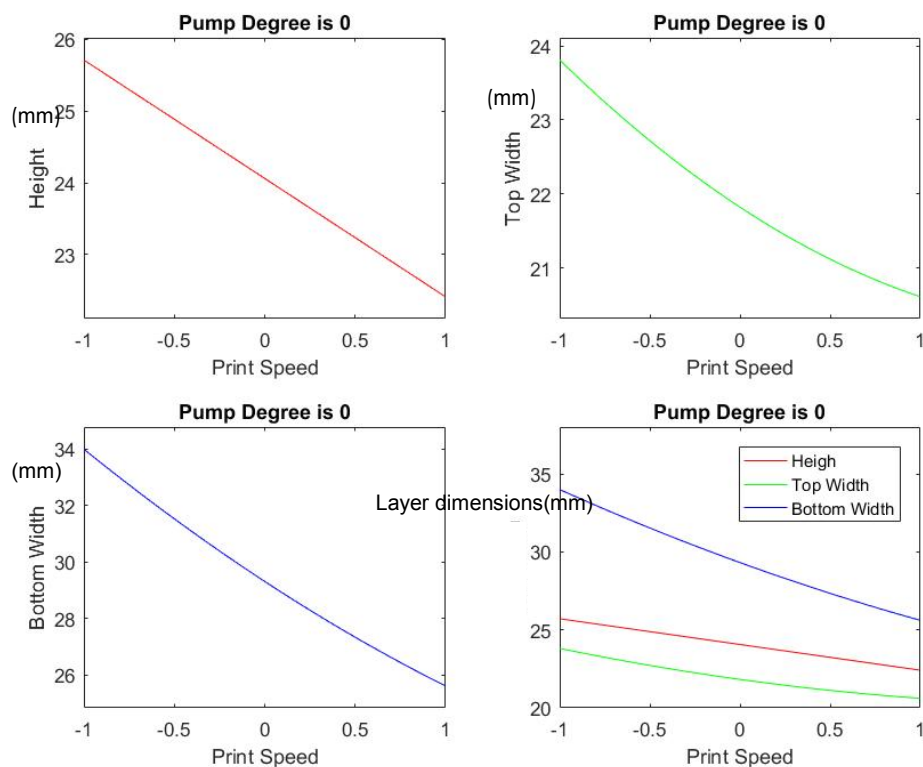 Pump Degree is 0
26
25
24
23
(mm)
Height
-1 -0.5 0 0.5 1
Print Speed
Pump Degree is 0
24
23
22
21
(mm)
Top Width
-1 -0.5 0 0.5 1
Print Speed
Pump Degree is 0
34
32
30
28
26
(mm)
Bottom Width
-1 -0.5 0 0.5 1
Print Speed
Pump Degree is 0
35
30
25
20
Layer dimensions(mm)
Heigh
Top Width
Bottom Width
-1 -0.5 0 0.5 1
Print Speed